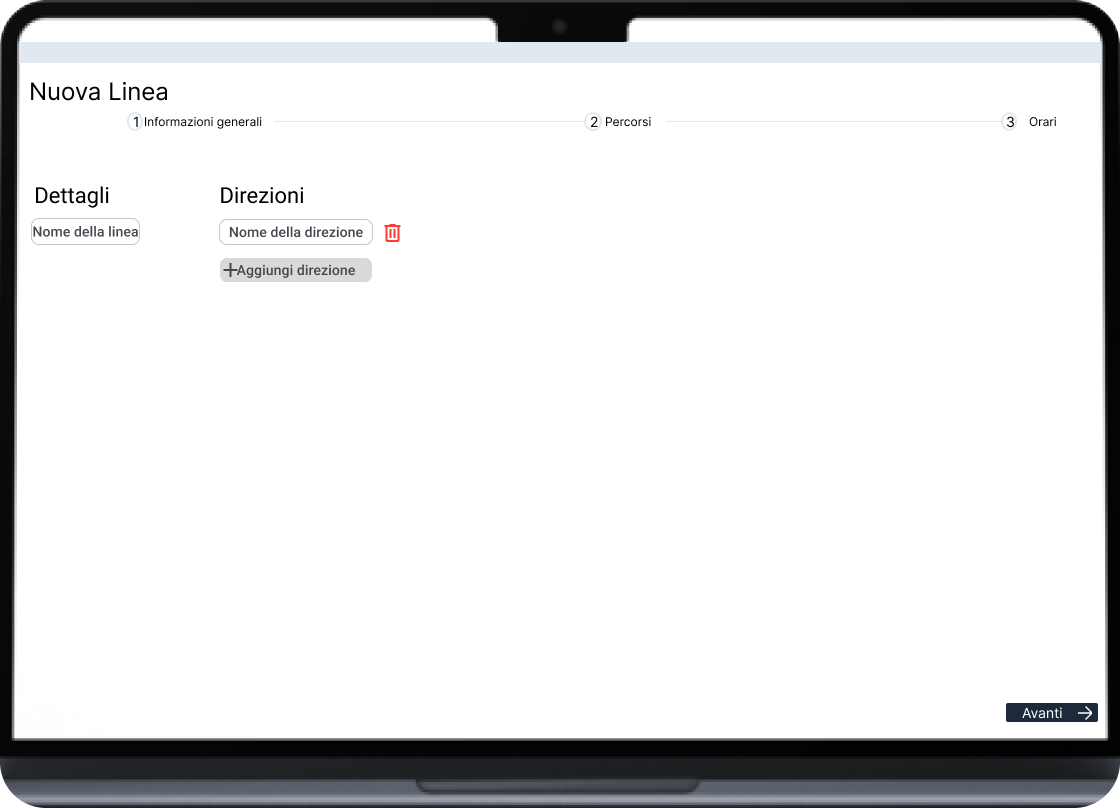 Nuova Linea
1 Informazioni generali
2 Percorsi
3 Orari
Dettagli
Direzioni
Nome della linea
Nome della direzione
+Aggiungi direzione
Avanti →